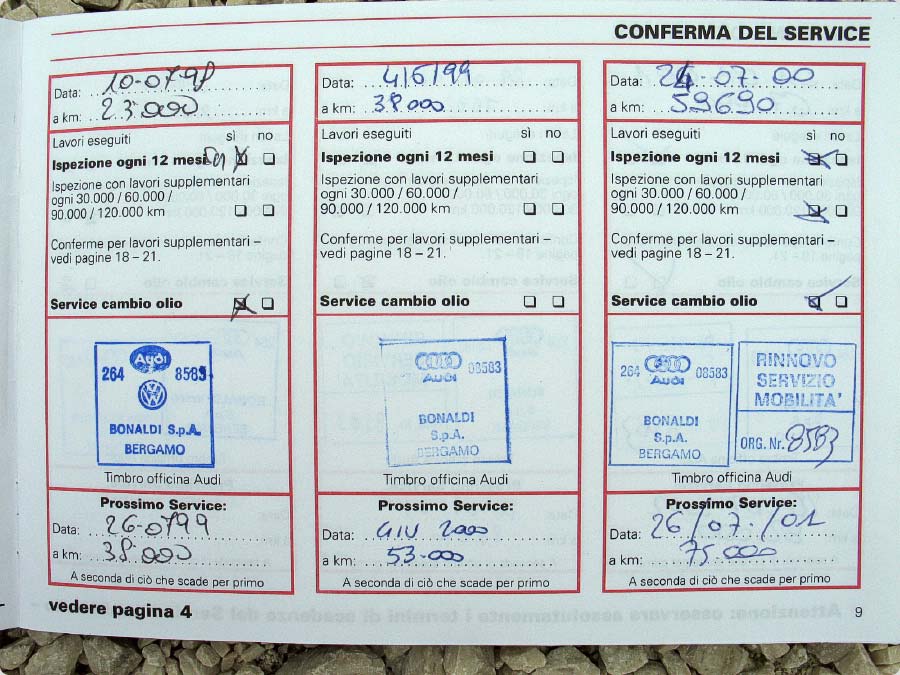 CONFERMA DEL SERVICE
Data: 10-07-98
a km: 23.000
Lavori eseguiti sì no
Ispezione ogni 12 mesi
Ispezione con lavori supplementari
ogni 30.000 / 60.000 /
90.000 / 120.000 km
Conferme per lavori supplementari –
vedi pagine 18 – 21.
Service cambio olio
Audi
264 8583
BONALDI S.p.A.
BERGAMO
Timbro officina Audi
Prossimo Service:
Data: 26-0799
a km: 38.000
A seconda di ciò che scade per primo
Data: 4/6/99
a km: 38000
Lavori eseguiti sì no
Ispezione ogni 12 mesi
Ispezione con lavori supplementari
ogni 30.000 / 60.000 /
90.000 / 120.000 km
Conferme per lavori supplementari –
vedi pagine 18 – 21.
Service cambio olio
Audi 08583
BONALDI
S.p.A.
BERGAMO
Timbro officina Audi
Prossimo Service:
Data: GIU 2000
a km: 53.000
A seconda di ciò che scade per primo
Data: 24-07-00
a km: 59690
Lavori eseguiti sì no
Ispezione ogni 12 mesi
Ispezione con lavori supplementari
ogni 30.000 / 60.000 /
90.000 / 120.000 km
Conferme per lavori supplementari –
vedi pagine 18 – 21.
Service cambio olio
264 Audi 08583
BONALDI
S.p.A.
BERGAMO
RINNOVO
SERVIZIO
MOBILITA'
ORG. Nr. 8583
Timbro officina Audi
Prossimo Service:
Data: 26/07/01
a km: 75.000
A seconda di ciò che scade per primo
vedere pagina 4
9